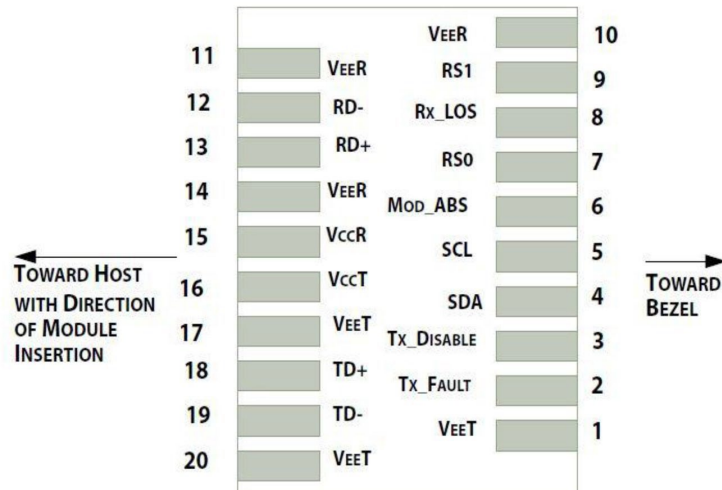 11 VEER
12 RD-
13 RD+
14 VEER
15 VCCR
16 VCCT
17 VEET
18 TD+
19 TD-
20 VEET
VEER 10
RS1 9
RX_LOS 8
RS0 7
MOD_ABS 6
SCL 5
SDA 4
TX_DISABLE 3
TX_FAULT 2
VEET 1
TOWARD HOST
WITH DIRECTION
OF MODULE
INSERTION
TOWARD
BEZEL